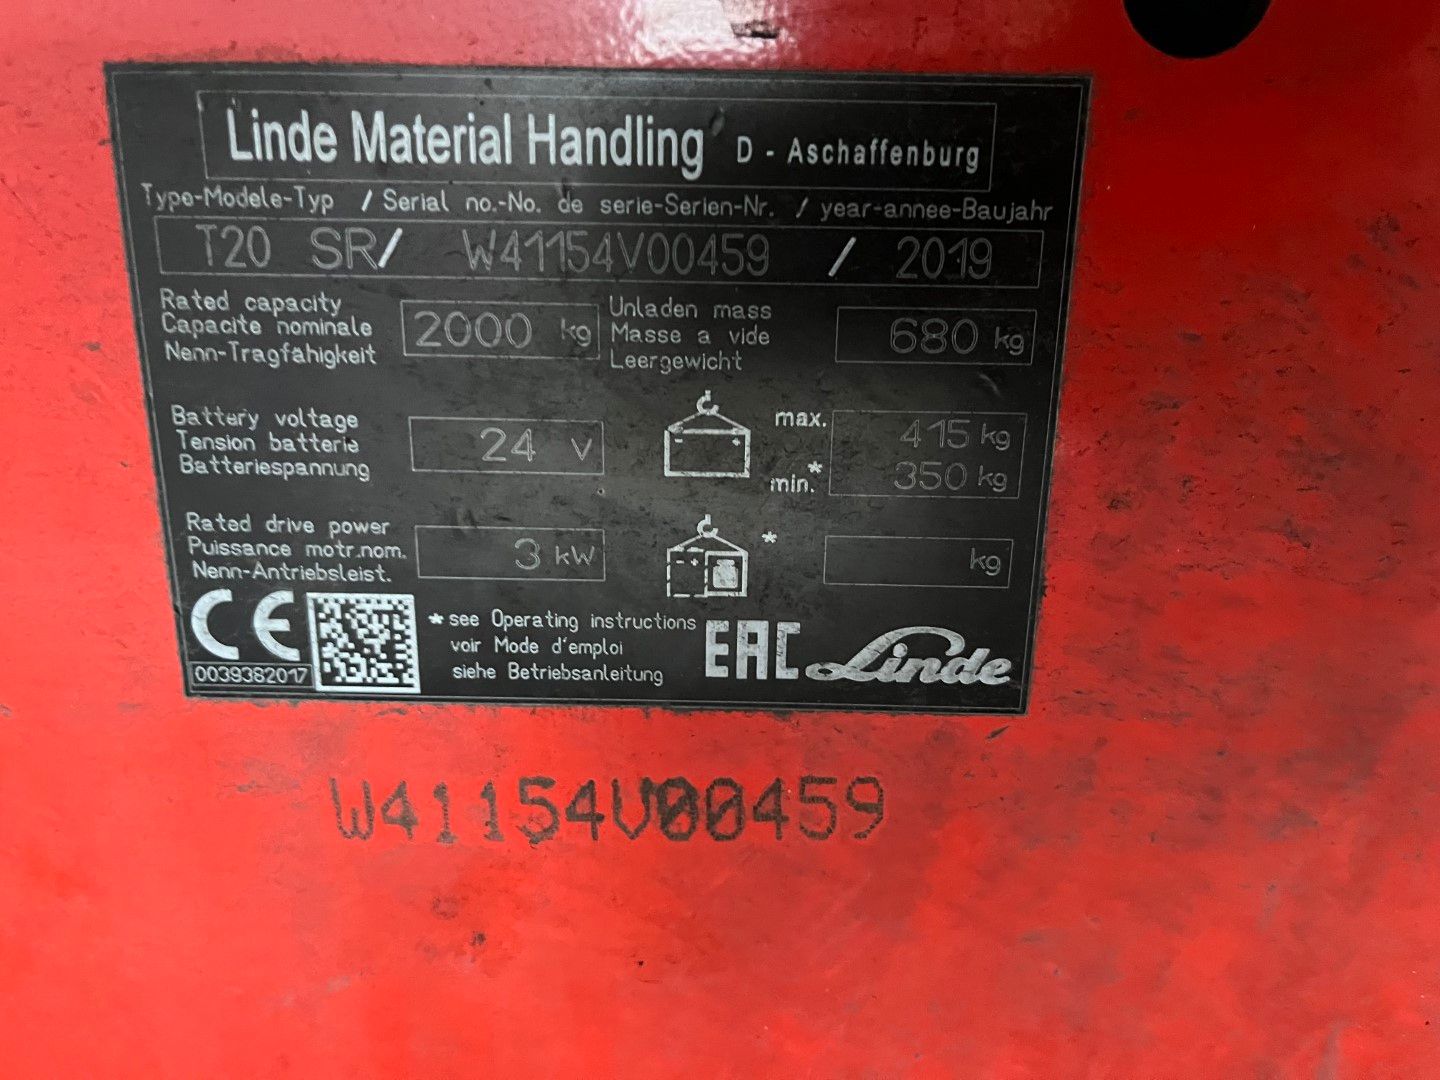 Linde Material Handling D - Aschaffenburg
Type-Modele-Typ / Serial no.-No. de serie-Serien-Nr. / year-annee-Baujahr
T20 SR/ W41154V00459 / 2019
Rated capacity
Capacite nominale
Nenn-Tragfähigkeit
2000 kg
Unladen mass
Masse a vide
Leergewicht
680 kg
Battery voltage
Tension batterie
Batteriespannung
24 V
max. 415 kg
min.* 350 kg
Rated drive power
Puissance motr.nom.
Nenn-Antriebsleist.
3 kW
* kg
CE
0039382017
* see Operating instructions
voir Mode d'emploi
siehe Betriebsanleitung
EAC Linde
W41154V00459